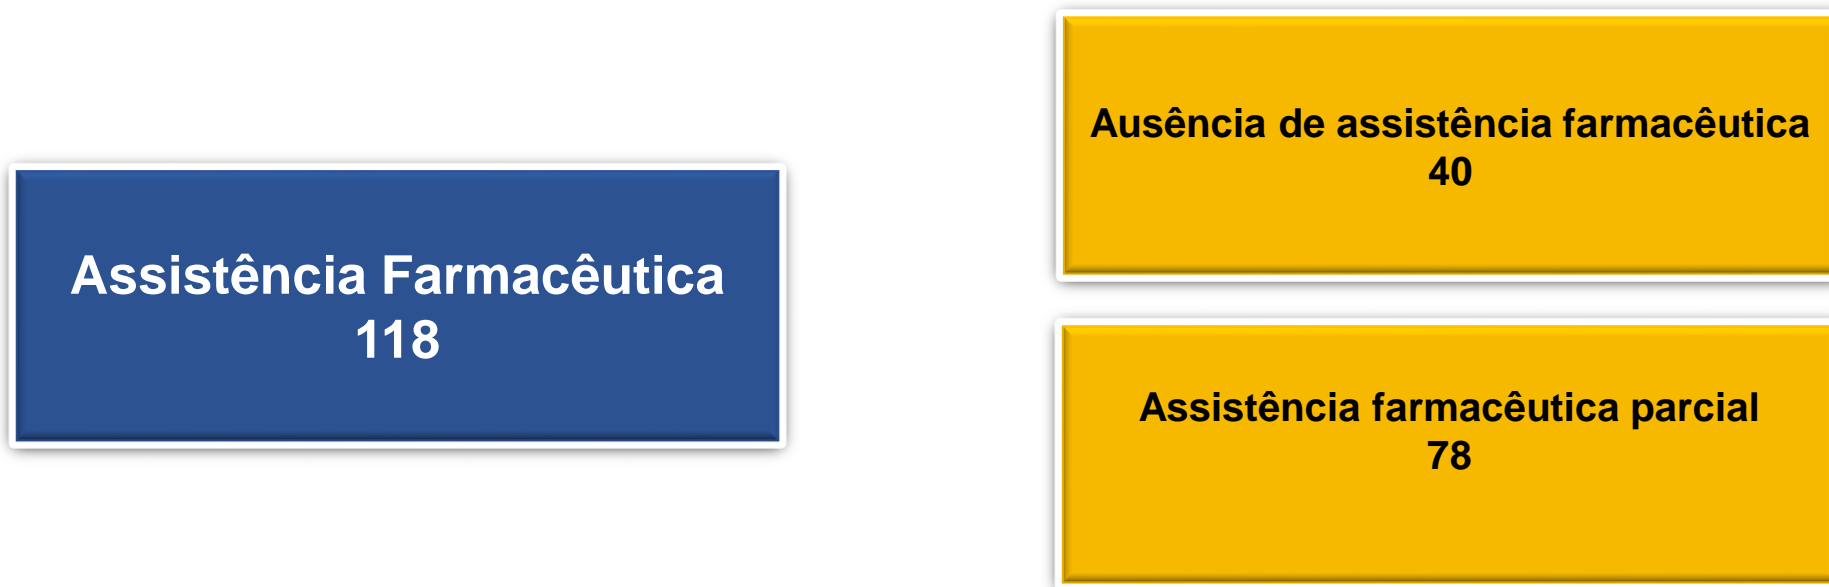 Assistência Farmacêutica
118
Ausência de assistência farmacêutica
40
Assistência farmacêutica parcial
78